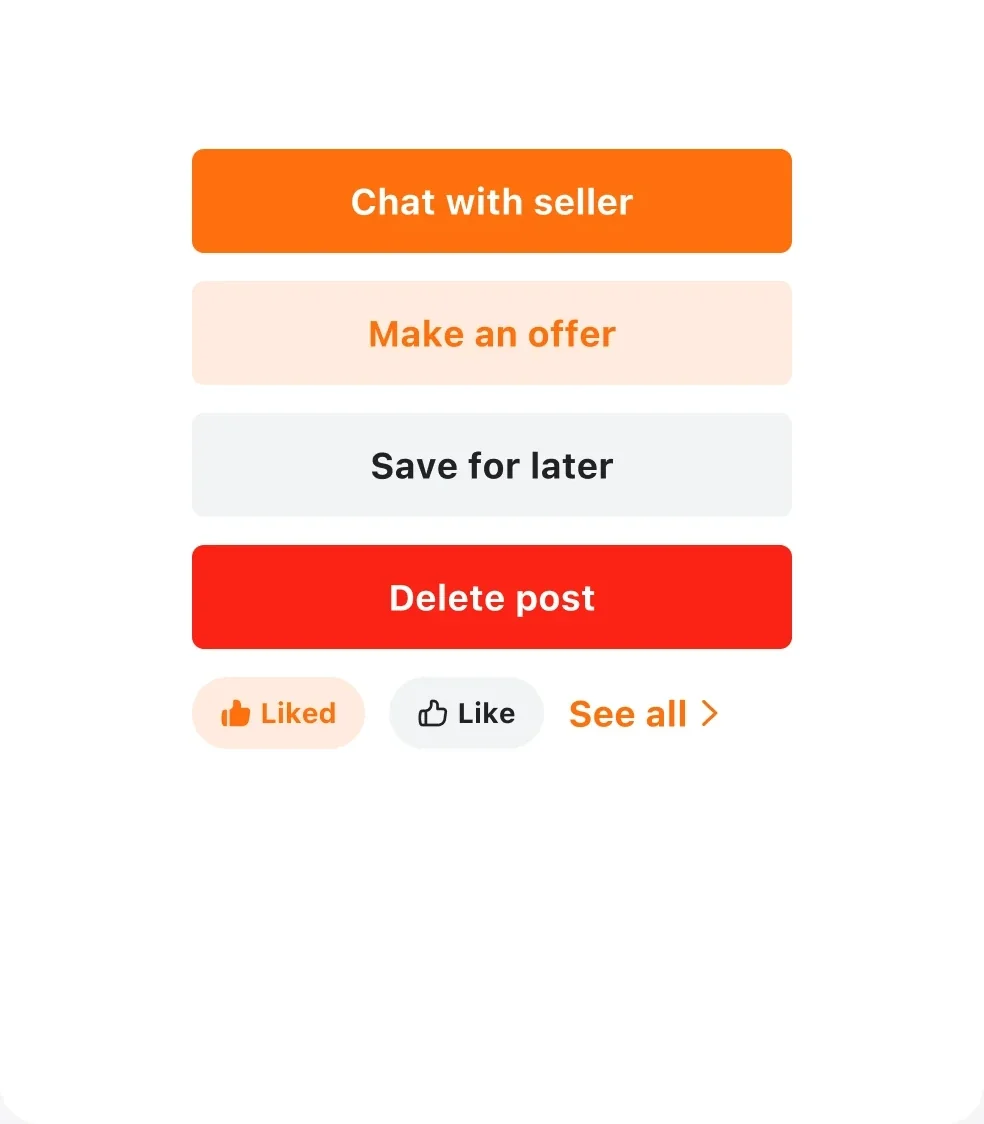 Chat with seller
Make an offer
Save for later
Delete post
Liked Like See all